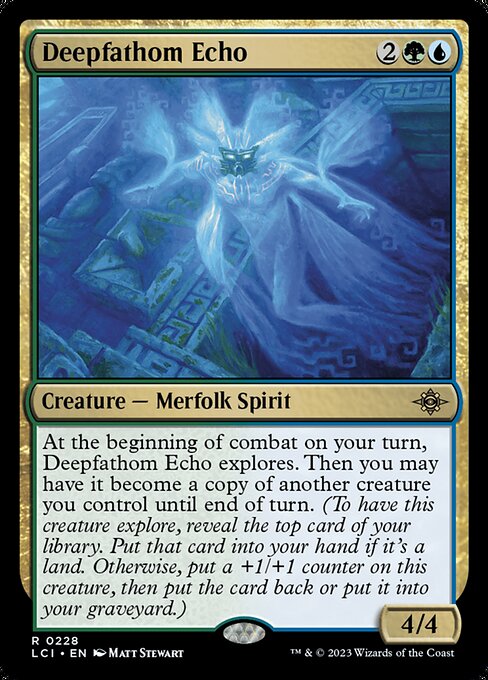 Deepfathom Echo 2
Creature — Merfolk Spirit
At the beginning of combat on your turn,
Deepfathom Echo explores. Then you may
have it become a copy of another creature
you control until end of turn. (To have this
creature explore, reveal the top card of your
library. Put that card into your hand if it's a
land. Otherwise, put a +1/+1 counter on this
creature, then put the card back or put it into
your graveyard.)
4/4
R 0228
LCI • EN Matt Stewart ™ & © 2023 Wizards of the Coast